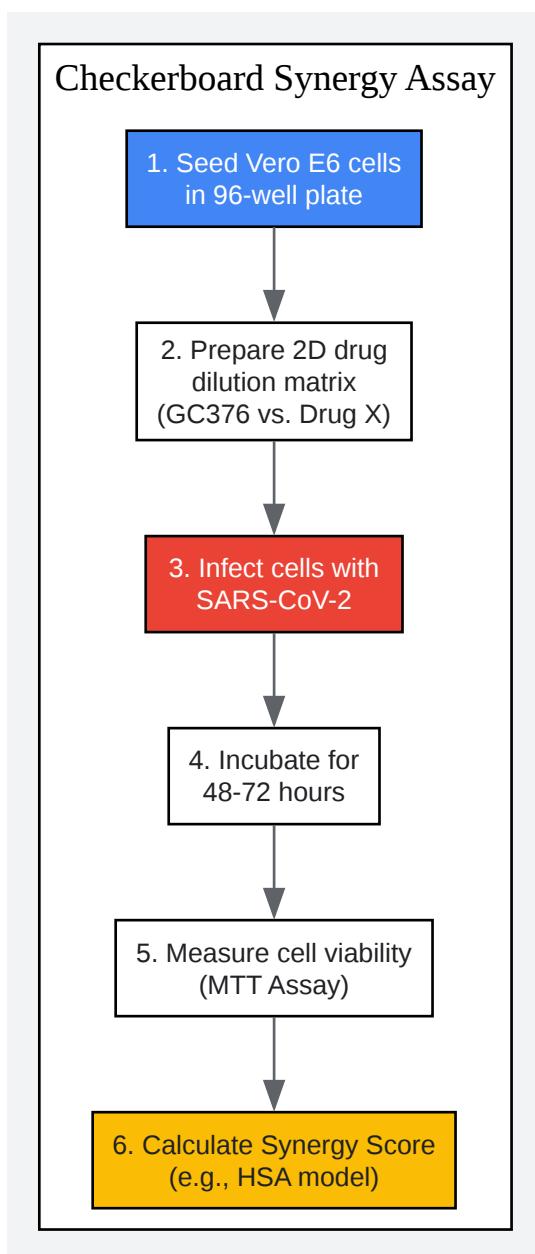 Checkerboard Synergy Assay
1. Seed Vero E6 cells
in 96-well plate
2. Prepare 2D drug
dilution matrix
(GC376 vs. Drug X)
3. Infect cells with
SARS-CoV-2
4. Incubate for
48-72 hours
5. Measure cell viability
(MTT Assay)
6. Calculate Synergy Score
(e.g., HSA model)